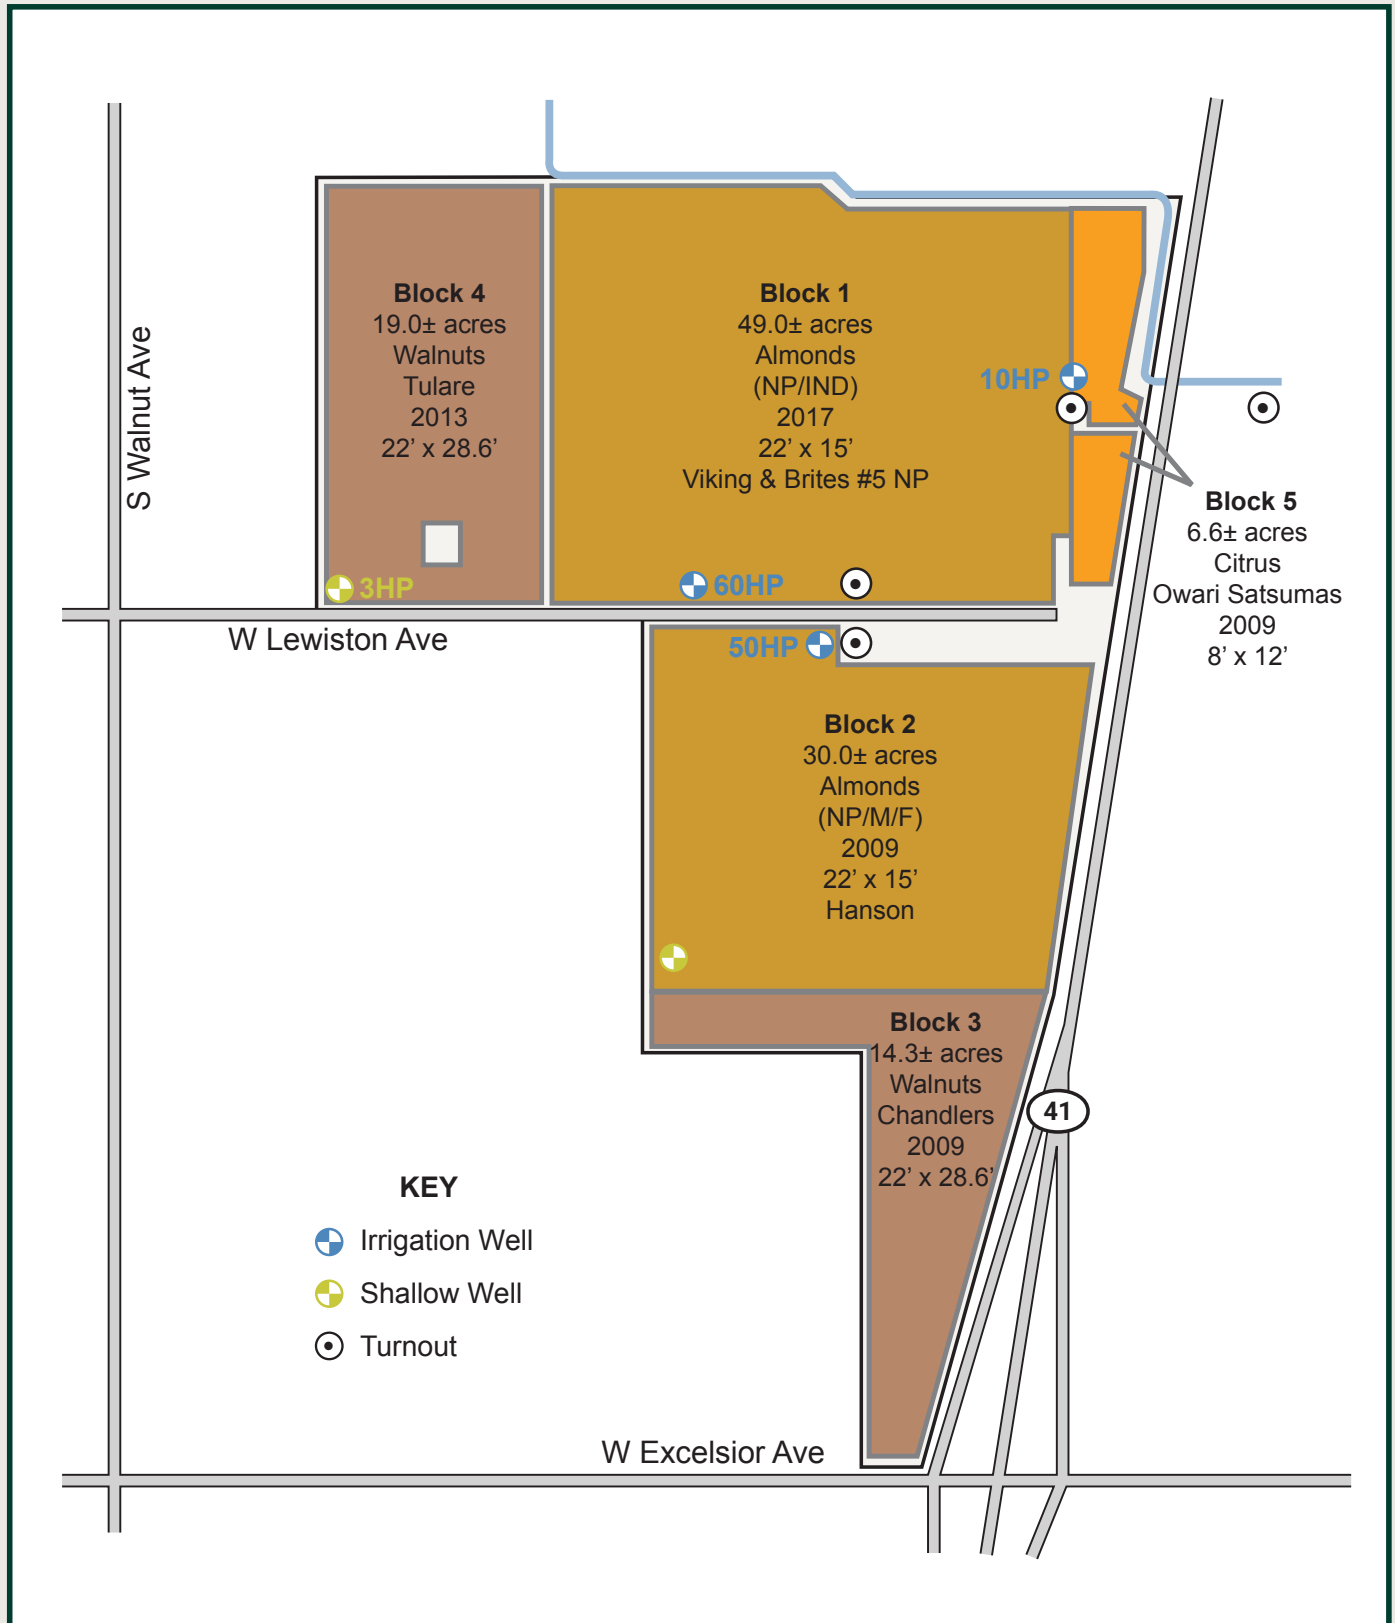 S Walnut Ave
Block 4
19.0± acres
Walnuts
Tulare
2013
22’ x 28.6’
3HP
Block 1
49.0± acres
Almonds
(NP/IND)
2017
22’ x 15’
Viking & Brites #5 NP
10HP
60HP
Block 5
6.6± acres
Citrus
Owari Satsumas
2009
8’ x 12’
W Lewiston Ave
50HP
Block 2
30.0± acres
Almonds
(NP/M/F)
2009
22’ x 15’
Hanson
Block 3
14.3± acres
Walnuts
Chandlers
2009
22’ x 28.6’
41
KEY
Irrigation Well
Shallow Well
Turnout
W Excelsior Ave